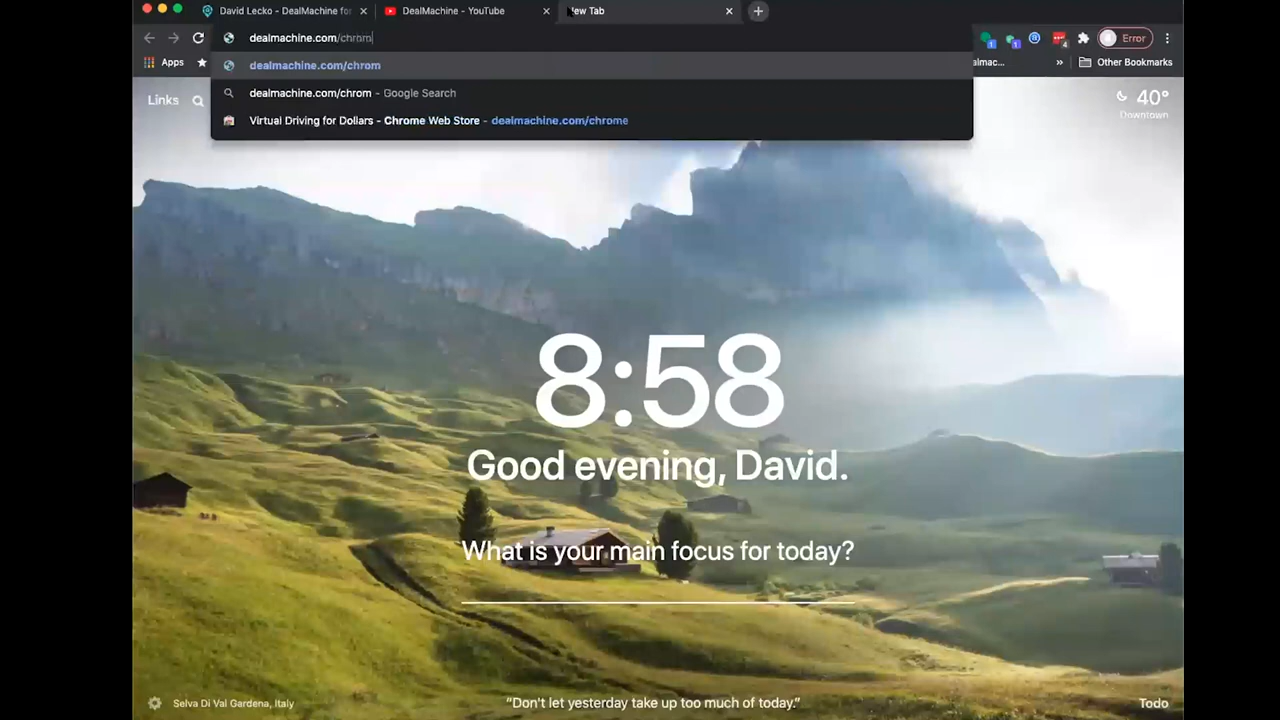 David Lecko - DealMachine for
DealMachine - YouTube
New Tab
dealmachine.com/chrom
Error
Apps
almac...
Other Bookmarks
dealmachine.com/chrom
dealmachine.com/chrom - Google Search
Virtual Driving for Dollars - Chrome Web Store - dealmachine.com/chrome
Links
40°
Downtown
8:58
Good evening, David.
What is your main focus for today?
Selva Di Val Gardena, Italy
“Don't let yesterday take up too much of today.”
Todo